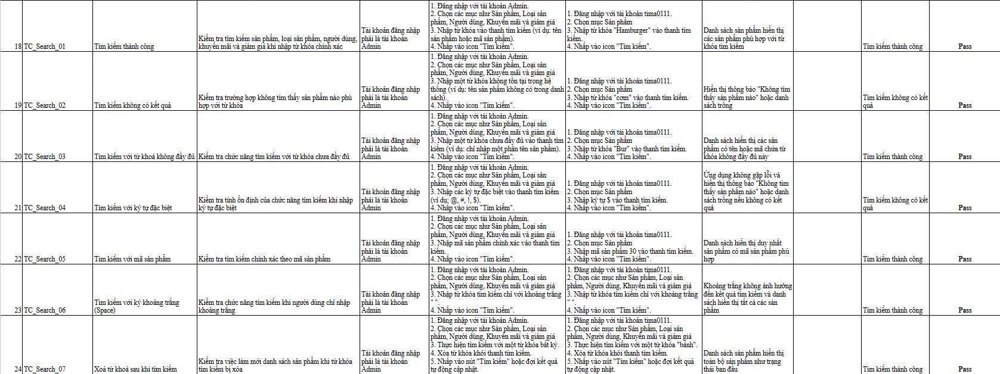 18 TC_Search_01
Tìm kiếm thành công
Kiểm tra tìm kiếm sản phẩm, loại sản phẩm, người dùng,
khuyến mãi và giảm giá khi nhập từ khóa chính xác
Tài khoản đăng nhập
phải là tài khoản
Admin
1. Đăng nhập với tài khoản Admin.
2. Chọn các mục như Sản phẩm, Loại sản
phẩm, Người dùng, Khuyến mãi và giảm giá
3. Nhập từ khóa vào thanh tìm kiếm (ví dụ: tên
sản phẩm hoặc mã sản phẩm).
4. Nhấp vào icon "Tìm kiếm".
1. Đăng nhập với tài khoản tima0111.
2. Chọn mục Sản phẩm
3. Nhập từ khóa "Hamburger" vào thanh tìm
kiếm.
4. Nhấp vào icon "Tìm kiếm".
Danh sách sản phẩm hiển thị
các sản phẩm phù hợp với từ
khóa tìm kiếm
Tìm kiếm thành công
Pass
19 TC_Search_02
Tìm kiếm không có kết quả
Kiểm tra trường hợp không tìm thấy sản phẩm nào phù
hợp với từ khóa
Tài khoản đăng nhập
phải là tài khoản
Admin
1. Đăng nhập với tài khoản Admin.
2. Chọn các mục như Sản phẩm, Loại sản
phẩm, Người dùng, Khuyến mãi và giảm giá
3. Nhập một từ khóa không tồn tại trong hệ
thống (ví dụ: tên sản phẩm không có trong danh
sách).
4. Nhấp vào icon "Tìm kiếm".
1. Đăng nhập với tài khoản tima0111.
2. Chọn mục Sản phẩm
3. Nhập từ khóa "cơm" vào thanh tìm kiếm.
4. Nhấp vào icon "Tìm kiếm".
Hiển thị thông báo "Không tìm
thấy sản phẩm nào" hoặc danh
sách trống
Tìm kiếm không có kết
quả
Pass
20 TC_Search_03
Tìm kiếm với từ khoá không đầy đủ
Kiểm tra chức năng tìm kiếm với từ khóa chưa đầy đủ
Tài khoản đăng nhập
phải là tài khoản
Admin
1. Đăng nhập với tài khoản Admin.
2. Chọn các mục như Sản phẩm, Loại sản
phẩm, Người dùng, Khuyến mãi và giảm giá
3. Nhập một từ khóa chưa đầy đủ vào thanh tìm
kiếm (ví dụ: chỉ nhập một phần tên sản phẩm).
4. Nhấp vào icon "Tìm kiếm".
1. Đăng nhập với tài khoản tima0111.
2. Chọn mục Sản phẩm
3. Nhập từ khóa "Bur" vào thanh tìm kiếm.
4. Nhấp vào icon "Tìm kiếm".
Danh sách hiển thị các sản
phẩm có tên hoặc mã chứa từ
khóa không đầy đủ này
Tìm kiếm thành công
Pass
21 TC_Search_04
Tìm kiếm với ký tự đặc biệt
Kiểm tra tính ổn định của chức năng tìm kiếm khi nhập
ký tự đặc biệt
Tài khoản đăng nhập
phải là tài khoản
Admin
1. Đăng nhập với tài khoản Admin.
2. Chọn các mục như Sản phẩm, Loại sản
phẩm, Người dùng, Khuyến mãi và giảm giá
3. Nhập các ký tự đặc biệt vào thanh tìm kiếm
(ví dụ: @, #, !, $).
4. Nhấp vào icon "Tìm kiếm".
1. Đăng nhập với tài khoản tima0111.
2. Chọn mục Sản phẩm
3. Nhập ký tự $ vào thanh tìm kiếm.
4. Nhấp vào icon "Tìm kiếm".
Ứng dụng không gặp lỗi và
hiển thị thông báo "Không tìm
thấy sản phẩm nào" hoặc danh
sách trống nếu không có kết
quả
Tìm kiếm không có kết
quả
Pass
22 TC_Search_05
Tìm kiếm với mã sản phẩm
Kiểm tra tìm kiếm chính xác theo mã sản phẩm
Tài khoản đăng nhập
phải là tài khoản
Admin
1. Đăng nhập với tài khoản Admin.
2. Chọn các mục như Sản phẩm, Loại sản
phẩm, Người dùng, Khuyến mãi và giảm giá
3. Nhập mã sản phẩm chính xác vào thanh tìm
kiếm.
4. Nhấp vào icon "Tìm kiếm".
1. Đăng nhập với tài khoản tima0111.
2. Chọn mục Sản phẩm
3. Nhập mã sản phẩm 30 vào thanh tìm kiếm.
4. Nhấp vào icon "Tìm kiếm".
Danh sách hiển thị duy nhất
sản phẩm có mã sản phẩm phù
hợp
Tìm kiếm thành công
Pass
23 TC_Search_06
Tìm kiếm với ký khoảng trắng
(Space)
Kiểm tra chức năng tìm kiếm khi người dùng chỉ nhập
khoảng trắng
Tài khoản đăng nhập
phải là tài khoản
Admin
1. Đăng nhập với tài khoản Admin.
2. Chọn các mục như Sản phẩm, Loại sản
phẩm, Người dùng, Khuyến mãi và giảm giá
3. Nhập từ khóa tìm kiếm chỉ với khoảng trắng
" ".
4. Nhấp vào icon "Tìm kiếm".
1. Đăng nhập với tài khoản tima0111.
2. Chọn các mục như Sản phẩm, Loại sản
phẩm, Người dùng, Khuyến mãi và giảm giá
3. Nhập từ khóa tìm kiếm chỉ với khoảng trắng
" ".
4. Nhấp vào icon "Tìm kiếm".
Khoảng trắng không ảnh hưởng
đến kết quả tìm kiếm và danh
sách hiển thị tất cả các sản
phẩm
Tìm kiếm thành công
Pass
24 TC_Search_07
Xoá từ khoá sau khi tìm kiếm
Kiểm tra việc làm mới danh sách sản phẩm khi từ khóa
tìm kiếm bị xóa
Tài khoản đăng nhập
phải là tài khoản
Admin
1. Đăng nhập với tài khoản Admin.
2. Chọn các mục như Sản phẩm, Loại sản
phẩm, Người dùng, Khuyến mãi và giảm giá
3. Thực hiện tìm kiếm với một từ khóa bất kỳ.
4. Xóa từ khóa khỏi thanh tìm kiếm.
5. Nhấp vào nút "Tìm kiếm" hoặc đợi kết quả
tự động cập nhật.
1. Đăng nhập với tài khoản tima0111.
2. Chọn các mục như Sản phẩm, Loại sản
phẩm, Người dùng, Khuyến mãi và giảm giá
3. Thực hiện tìm kiếm với một từ khóa "bánh".
4. Xóa từ khóa khỏi thanh tìm kiếm.
5. Nhấp vào nút "Tìm kiếm" hoặc đợi kết quả
tự động cập nhật.
Danh sách sản phẩm hiển thị
toàn bộ sản phẩm như trạng
thái ban đầu
Tìm kiếm thành công
Pass